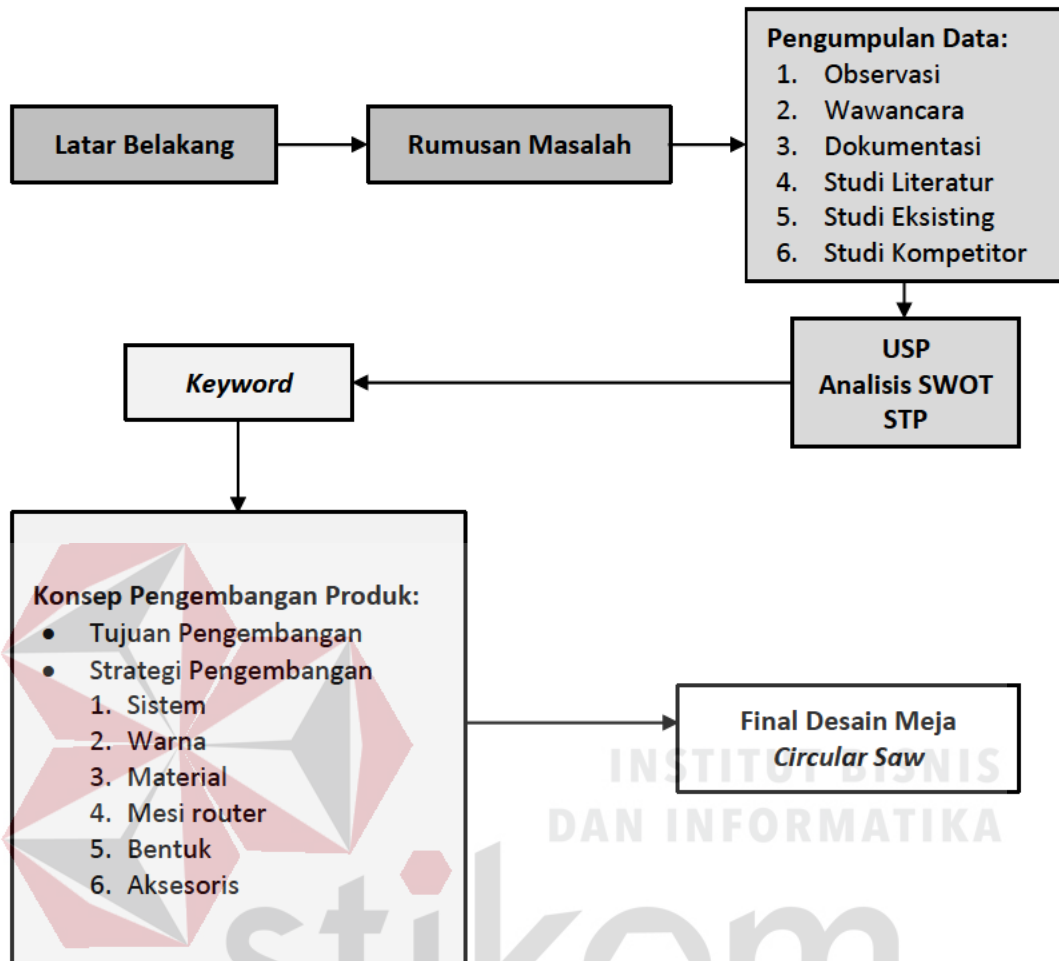 Latar Belakang
Rumusan Masalah
Pengumpulan Data:
1. Observasi
2. Wawancara
3. Dokumentasi
4. Studi Literatur
5. Studi Eksisting
6. Studi Kompetitor
USP
Analisis SWOT
STP
Keyword
Konsep Pengembangan Produk:
• Tujuan Pengembangan
• Strategi Pengembangan
1. Sistem
2. Warna
3. Material
4. Mesi router
5. Bentuk
6. Aksesoris
Final Desain Meja
Circular Saw
INSTITUT BISNIS
DAN INFORMATIKA
stikom